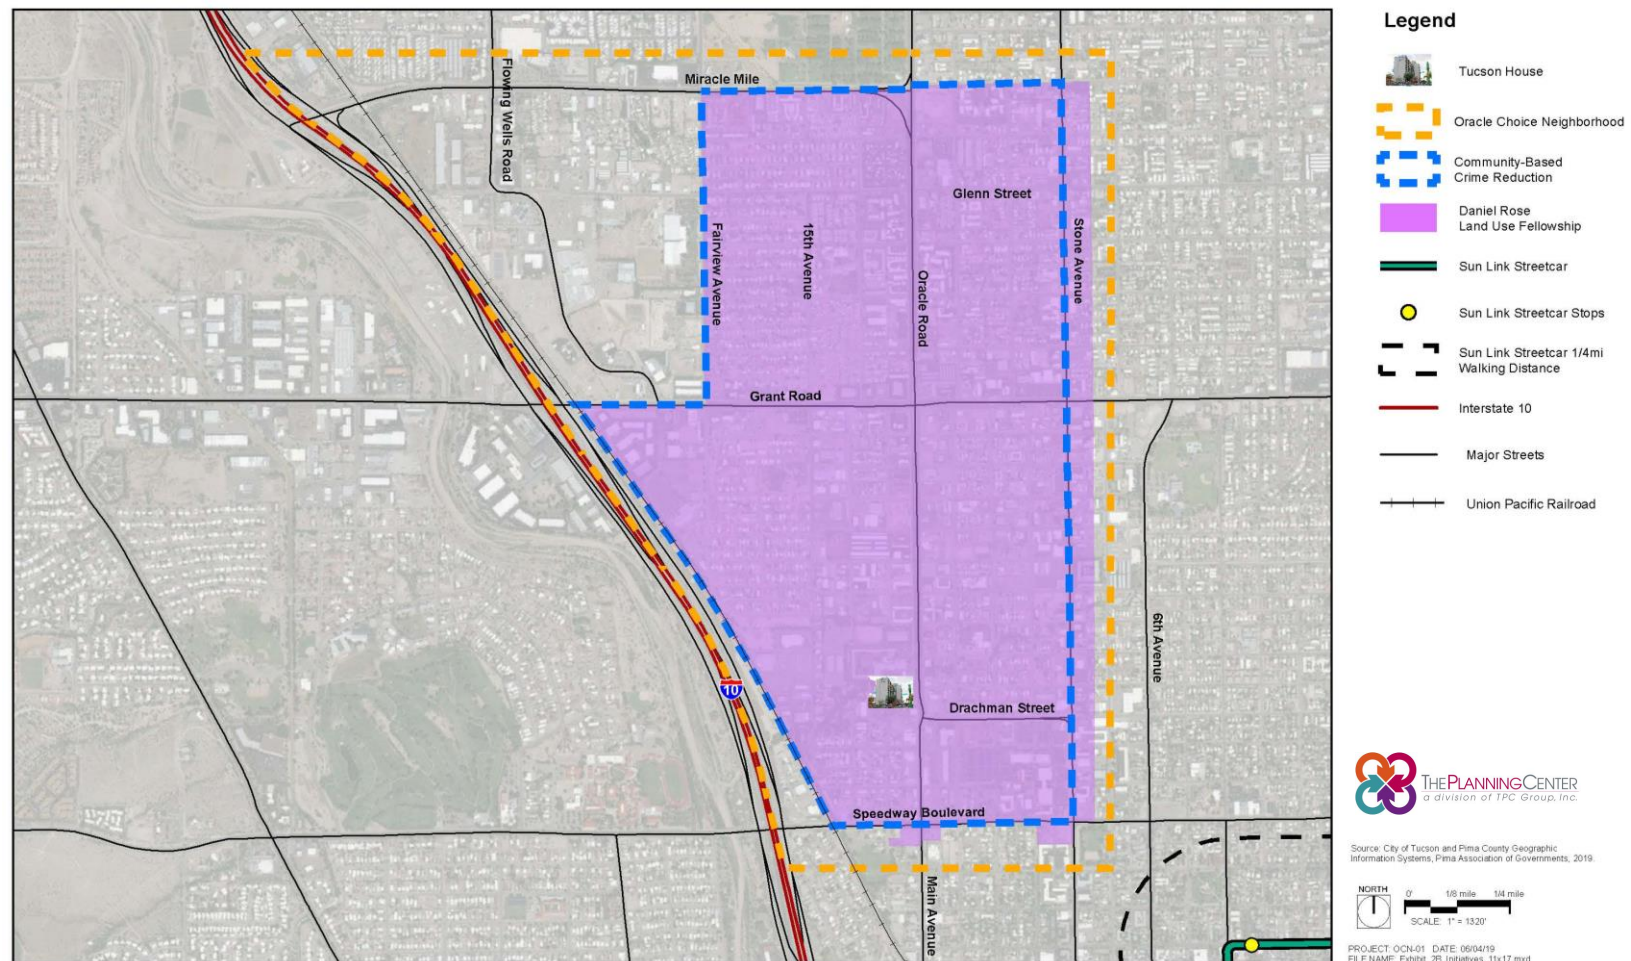 Miracle Mile
Flowing Wells Road
Glenn Street
Fairview Avenue
15th Avenue
Oracle Road
Stone Avenue
Grant Road
6th Avenue
10
Drachman Street
Speedway Boulevard
Main Avenue
Legend
Tucson House
Oracle Choice Neighborhood
Community-Based
Crime Reduction
Daniel Rose
Land Use Fellowship
Sun Link Streetcar
Sun Link Streetcar Stops
Sun Link Streetcar 1/4mi
Walking Distance
Interstate 10
Major Streets
Union Pacific Railroad
THE PLANNING CENTER
a division of TPC Group, Inc.
Source: City of Tucson and Pima County Geographic
Information Systems, Pima Association of Governments, 2019.
NORTH
0' 1/8 mile 1/4 mile
SCALE: 1" = 1320'
PROJECT: OCN-01 DATE: 06/04/19
FILE NAME: Exhibit_2B_Initiatives_11x17.mxd